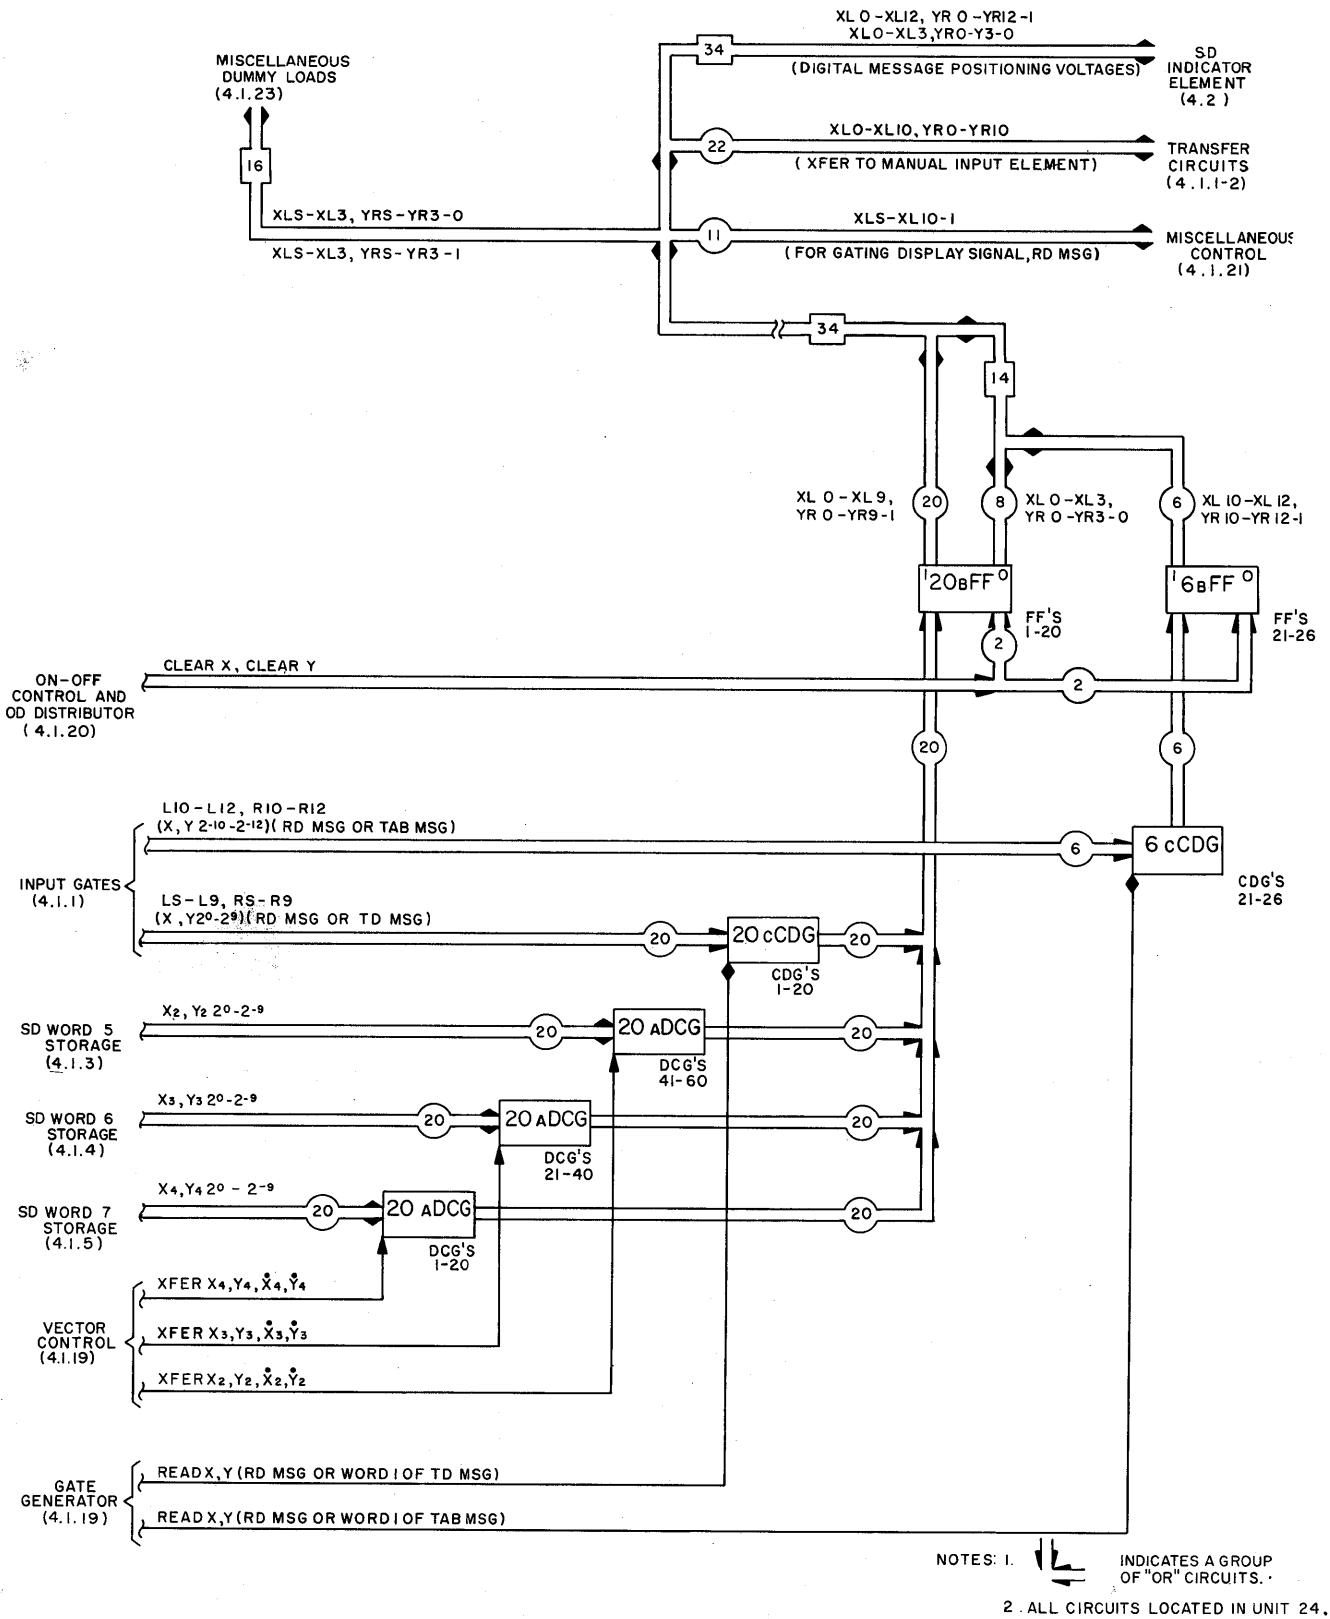 XL 0-XL12, YR 0-YR12-1
XL0-XL3,YR0-Y3-0
34
(DIGITAL MESSAGE POSITIONING VOLTAGES)
SD
INDICATOR
ELEMENT
(4.2)
MISCELLANEOUS
DUMMY LOADS
(4.1.23)
16
XL0-XL10, YR0-YR10
22
(XFER TO MANUAL INPUT ELEMENT)
TRANSFER
CIRCUITS
(4.1.1-2)
XLS-XL3, YRS-YR3-0
XLS-XL3, YRS-YR3-1
XLS-XL10-1
11
(FOR GATING DISPLAY SIGNAL,RD MSG)
MISCELLANEOUS
CONTROL
(4.1.21)
34
14
XL 0-XL9,
YR 0-YR9-1
20
8
XL 0-XL3,
YR 0-YR3-0
6
XL 10-XL 12,
YR 10-YR 12-1
1 20BFF 0
FF'S
1-20
1 6BFF 0
FF'S
21-26
2
ON-OFF
CONTROL AND
OD DISTRIBUTOR
(4.1.20)
CLEAR X, CLEAR Y
2
20
6
INPUT GATES
(4.1.1)
L10-L12, R10-R12
(X, Y 2-10-2-12)(RD MSG OR TAB MSG)
6
6 cCDG
CDG'S
21-26
LS-L9, RS-R9
(X, Y2⁰-2⁹)(RD MSG OR TD MSG)
20
20 cCDG
20
CDG'S
1-20
SD WORD 5
STORAGE
(4.1.3)
X2, Y2 2⁰-2-⁹
20
20 ADCG
20
DCG'S
41-60
SD WORD 6
STORAGE
(4.1.4)
X3, Y3 2⁰-2-⁹
20
20 ADCG
20
DCG'S
21-40
SD WORD 7
STORAGE
(4.1.5)
X4, Y4 2⁰-2-⁹
20
20 ADCG
20
DCG'S
1-20
VECTOR
CONTROL
(4.1.19)
XFER X4,Y4,Ẋ4,Ẏ4
XFER X3,Y3,Ẋ3,Ẏ3
XFER X2,Y2,Ẋ2,Ẏ2
GATE
GENERATOR
(4.1.19)
READ X,Y (RD MSG OR WORD 1 OF TD MSG)
READ X,Y (RD MSG OR WORD 1 OF TAB MSG)
NOTES: 1.
INDICATES A GROUP
OF "OR" CIRCUITS.
2. ALL CIRCUITS LOCATED IN UNIT 24.